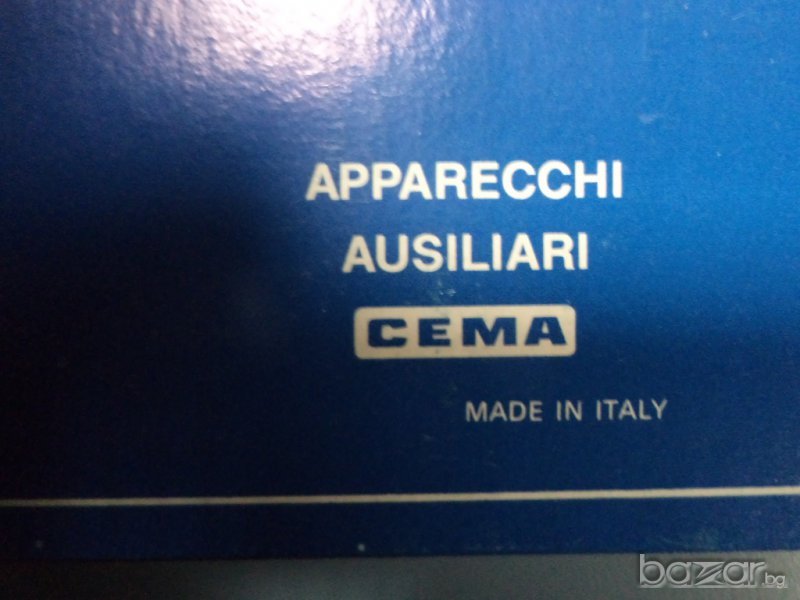 APPARECCHI
AUSILIARI
CEMA
MADE IN ITALY
bazar.bg